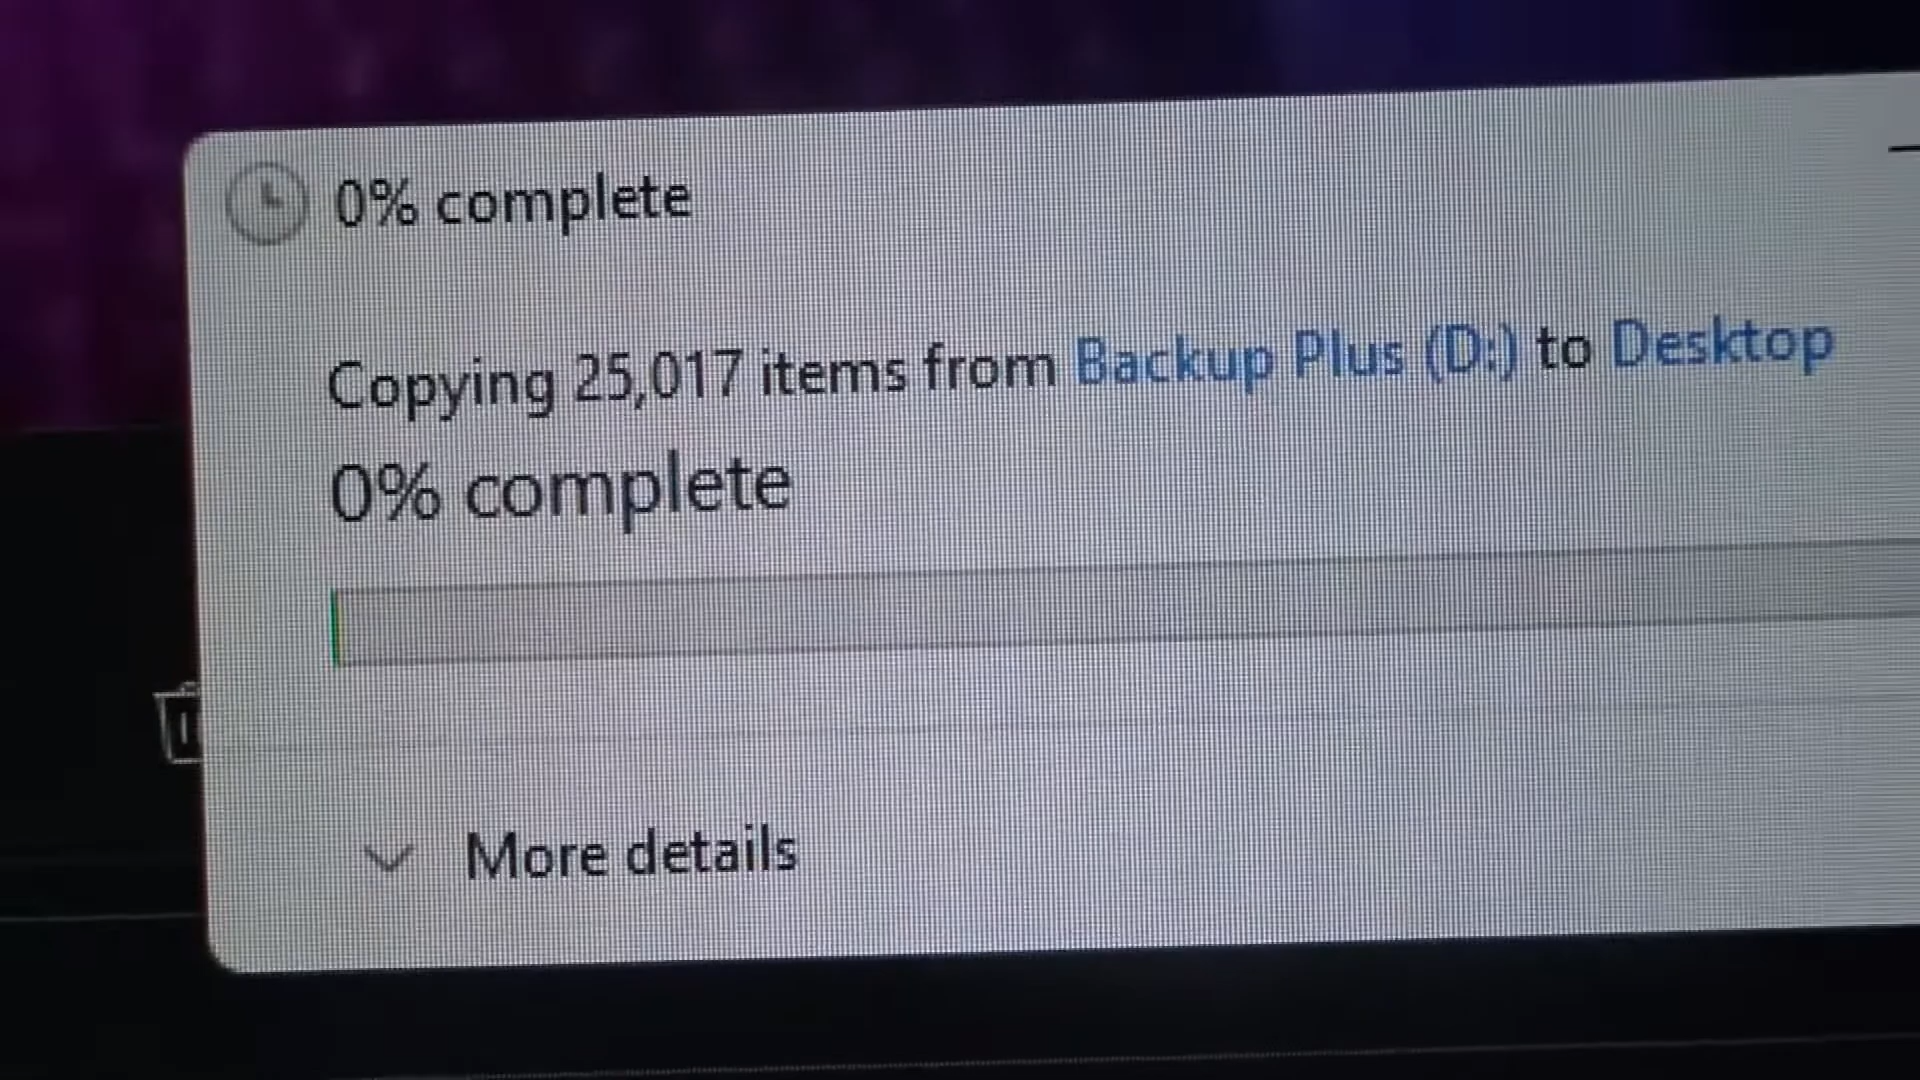 0% complete
Copying 25,017 items from Backup Plus (D:) to Desktop
0% complete
More details